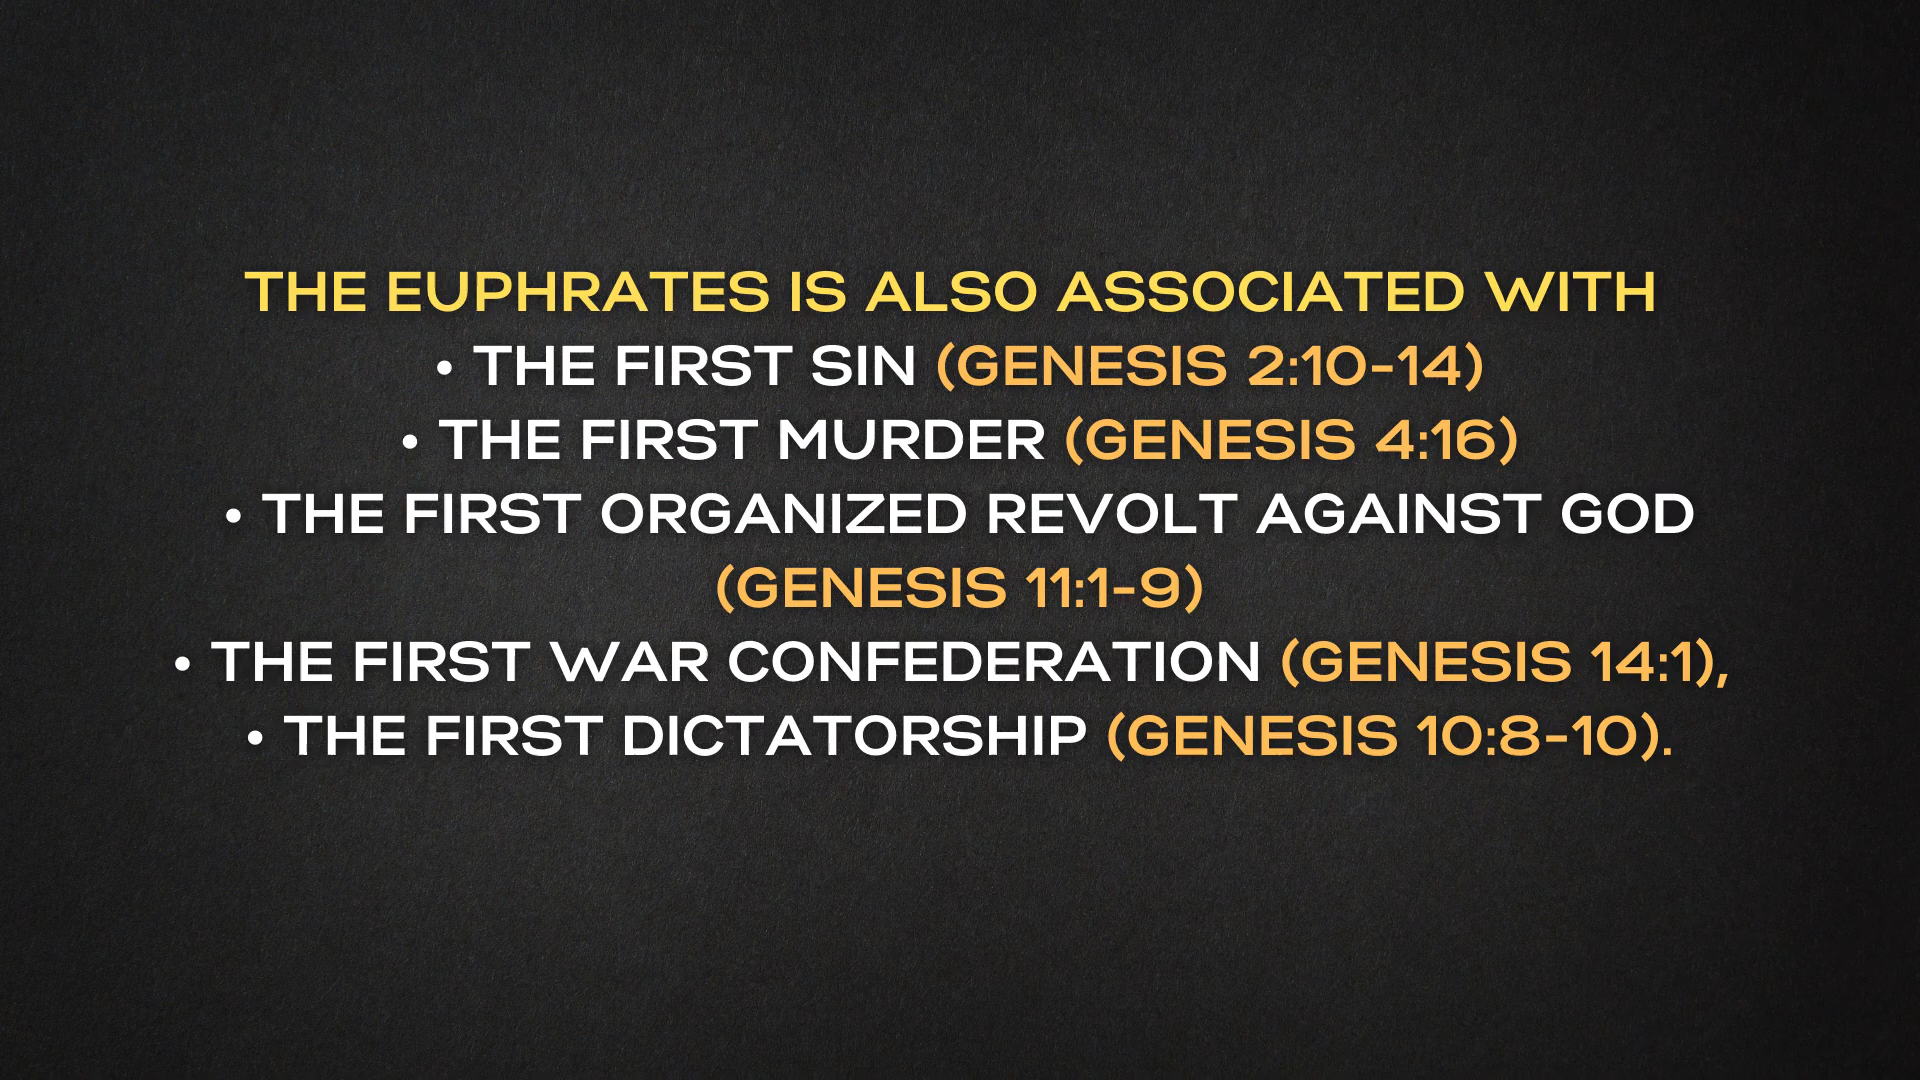 THE EUPHRATES IS ALSO ASSOCIATED WITH
• THE FIRST SIN (GENESIS 2:10-14)
• THE FIRST MURDER (GENESIS 4:16)
• THE FIRST ORGANIZED REVOLT AGAINST GOD
(GENESIS 11:1-9)
• THE FIRST WAR CONFEDERATION (GENESIS 14:1),
• THE FIRST DICTATORSHIP (GENESIS 10:8-10).